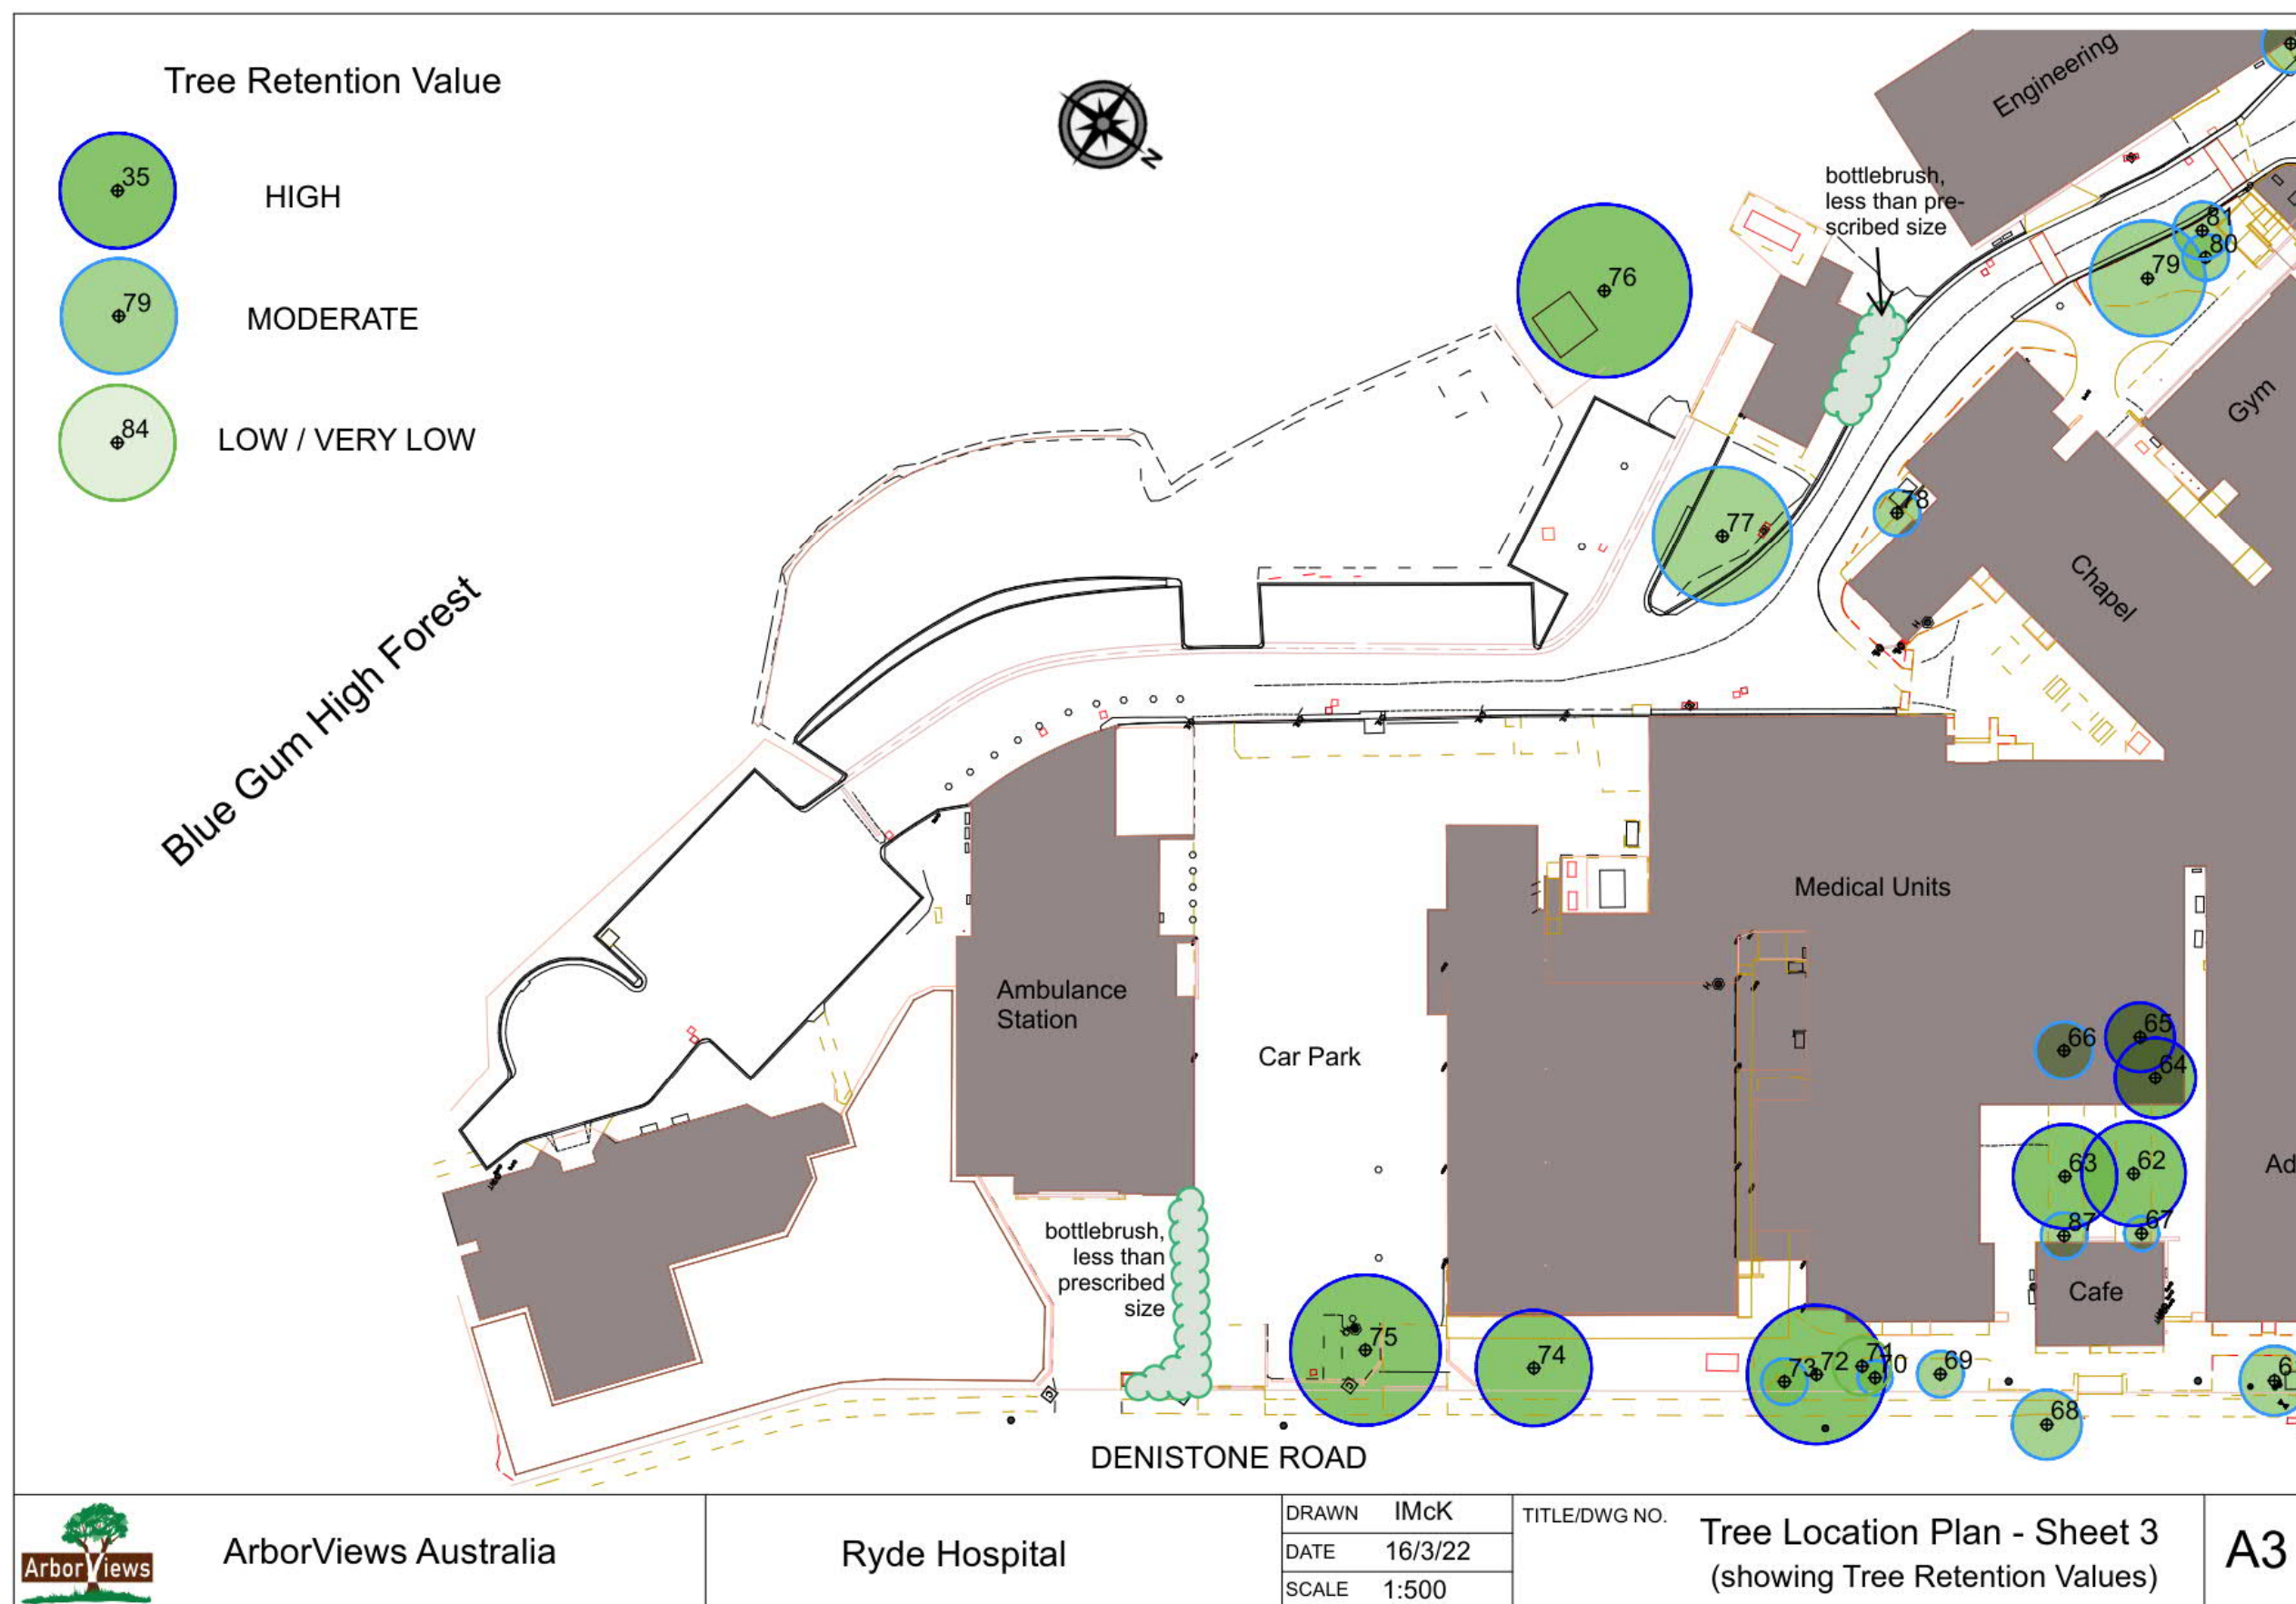 Tree Retention Value
35
HIGH
79
MODERATE
84
LOW / VERY LOW
N
Engineering
bottlebrush,
less than pre-
scribed size
81
80
79
76
Gym
77
78
Chapel
Blue Gum High Forest
Medical Units
Ambulance
Station
Car Park
66
65
64
63
62
Ad
87
67
Cafe
bottlebrush,
less than
prescribed
size
75
74
73
72
71
70
69
68
6
DENISTONE ROAD
ArborViews
ArborViews Australia
Ryde Hospital
DRAWN IMcK
DATE 16/3/22
SCALE 1:500
TITLE/DWG NO.
Tree Location Plan - Sheet 3
(showing Tree Retention Values)
A3